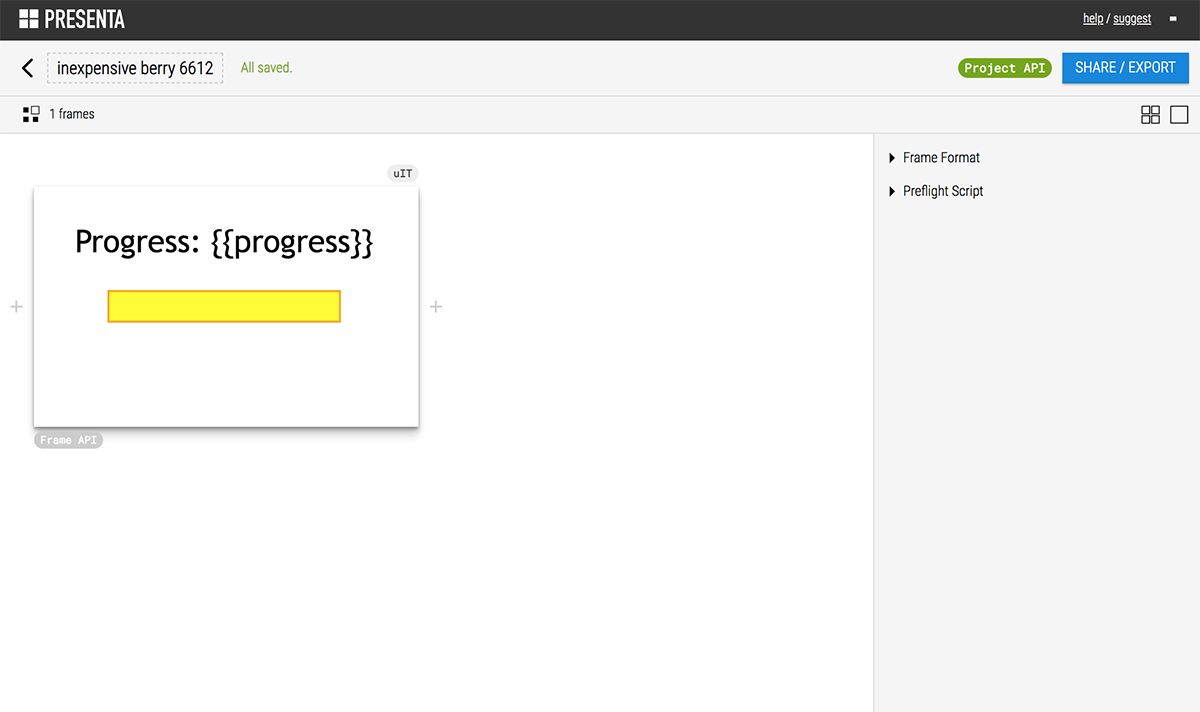 PRESENTA
help / suggest
inexpensive berry 6612
All saved.
Project API
SHARE / EXPORT
1 frames
Frame Format
Preflight Script
uIT
Progress: {{progress}}
Frame API